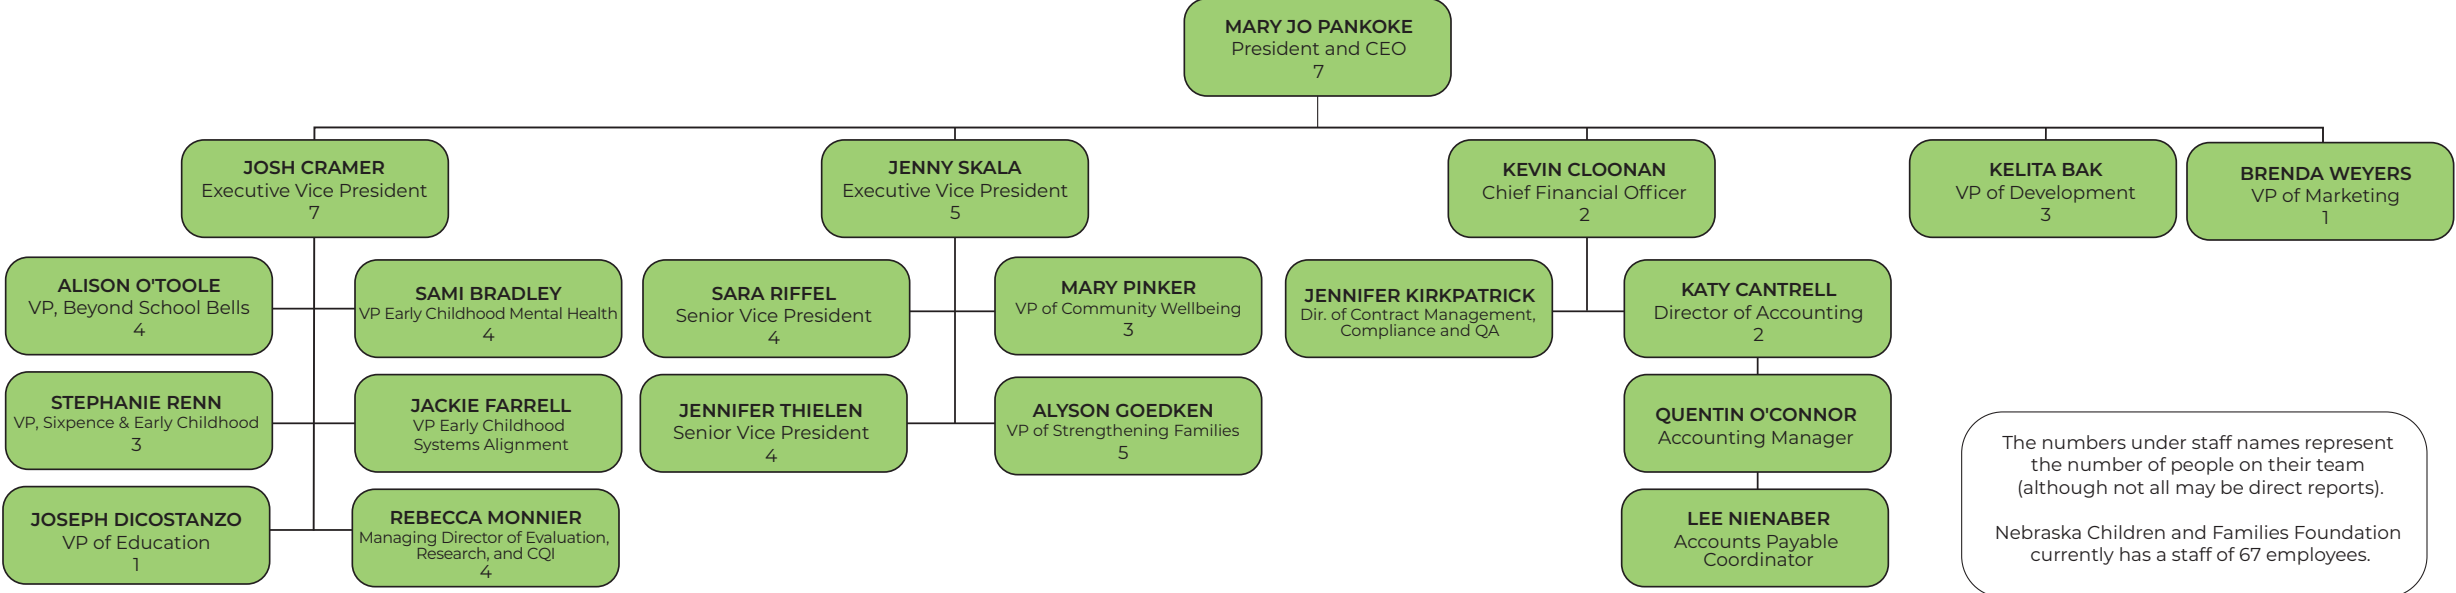 MARY JO PANKOKE
President and CEO
7
JOSH CRAMER
Executive Vice President
7
JENNY SKALA
Executive Vice President
5
KEVIN CLOONAN
Chief Financial Officer
2
KELITA BAK
VP of Development
3
BRENDA WEYERS
VP of Marketing
1
ALISON O'TOOLE
VP, Beyond School Bells
4
SAMI BRADLEY
VP Early Childhood Mental Health
4
STEPHANIE RENN
VP, Sixpence & Early Childhood
3
JACKIE FARRELL
VP Early Childhood
Systems Alignment
JOSEPH DICOSTANZO
VP of Education
1
REBECCA MONNIER
Managing Director of Evaluation,
Research, and CQI
4
SARA RIFFEL
Senior Vice President
4
MARY PINKER
VP of Community Wellbeing
3
JENNIFER THIELEN
Senior Vice President
4
ALYSON GOEDKEN
VP of Strengthening Families
5
JENNIFER KIRKPATRICK
Dir. of Contract Management,
Compliance and QA
KATY CANTRELL
Director of Accounting
2
QUENTIN O'CONNOR
Accounting Manager
LEE NIENABER
Accounts Payable
Coordinator
The numbers under staff names represent
the number of people on their team
(although not all may be direct reports).
Nebraska Children and Families Foundation
currently has a staff of 67 employees.